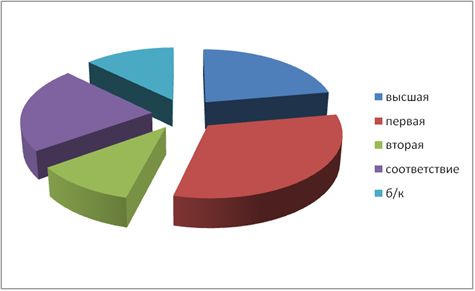 высшая
первая
вторая
соответствие
б/к